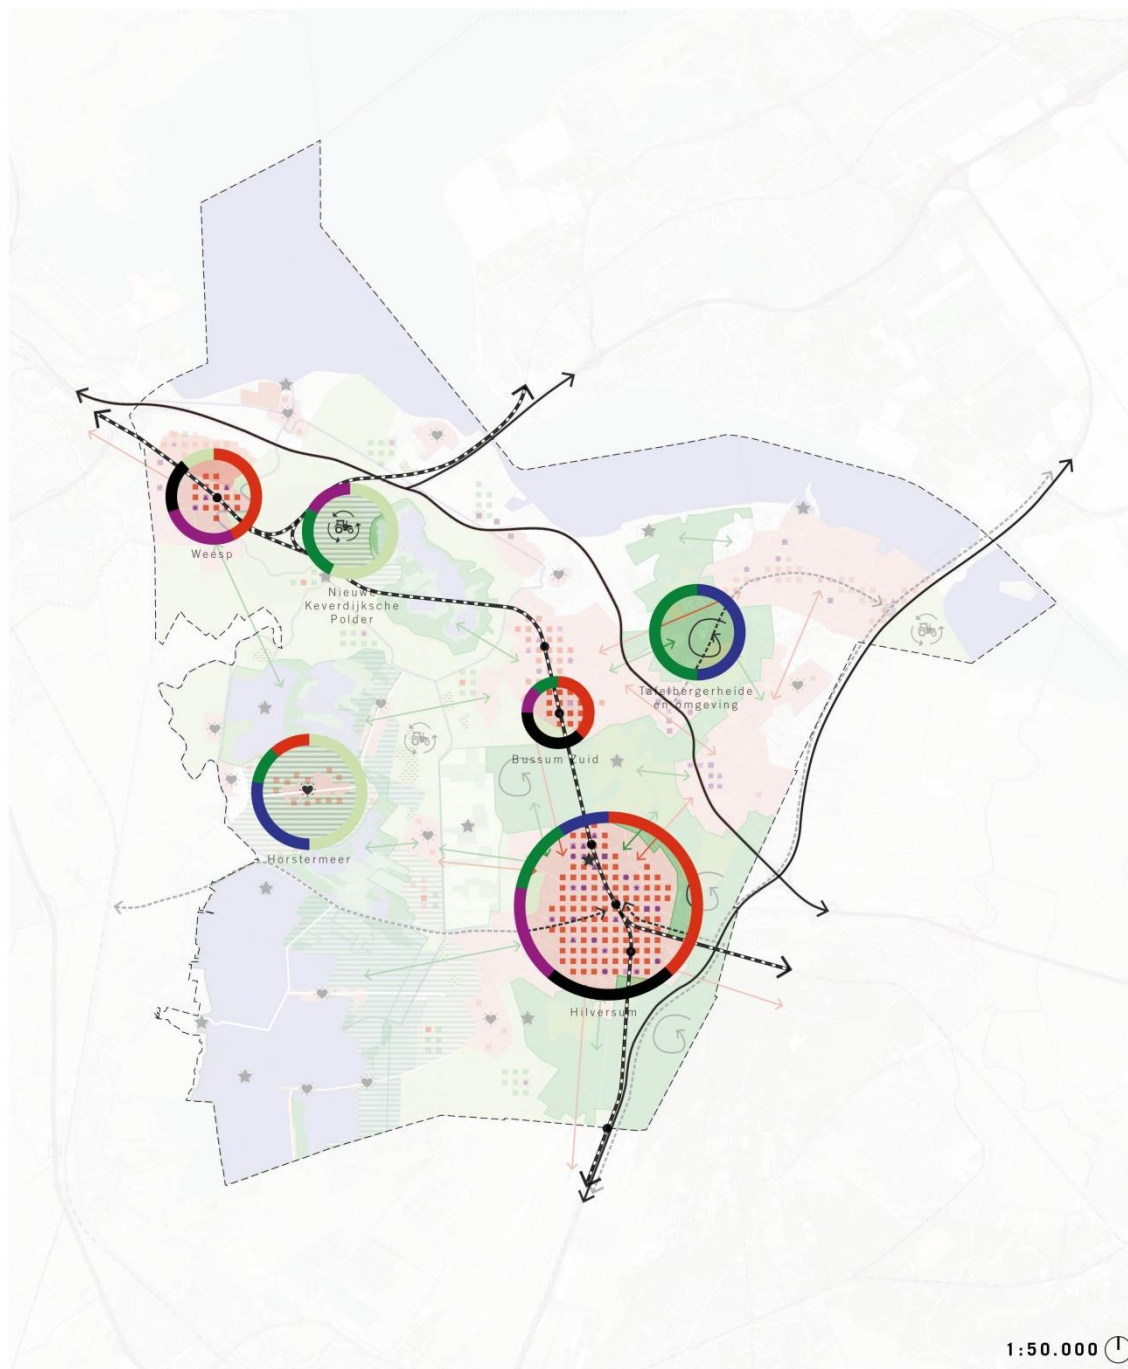 Weesp
Nieuwe
Keverdijksche
Polder
Tafelbergerheide
en omgeving
Bussum Zuid
Horstermeer
Hilversum
1:50.000